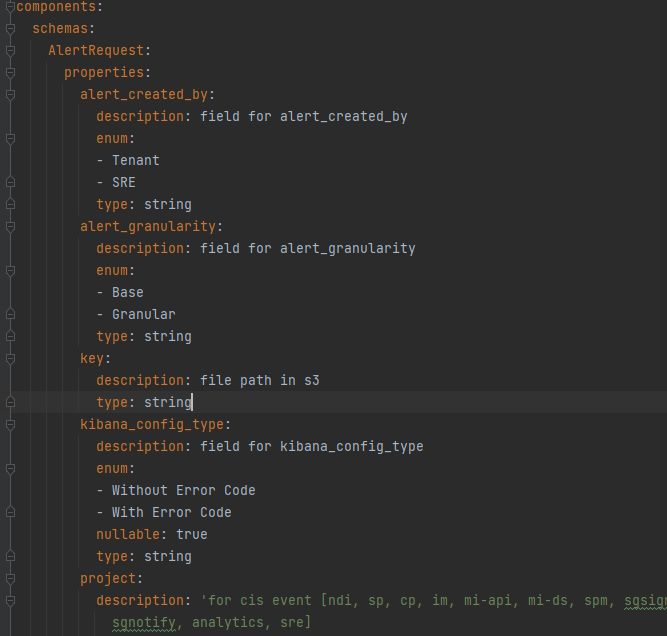 components:
schemas:
AlertRequest:
properties:
alert_created_by:
description: field for alert_created_by
enum:
- Tenant
- SRE
type: string
alert_granularity:
description: field for alert_granularity
enum:
- Base
- Granular
type: string
key:
description: file path in s3
type: string
kibana_config_type:
description: field for kibana_config_type
enum:
- Without Error Code
- With Error Code
nullable: true
type: string
project:
description: 'for cis event [ndi, sp, cp, im, mi-api, mi-ds, spm,
sgnotify, analytics, sre]